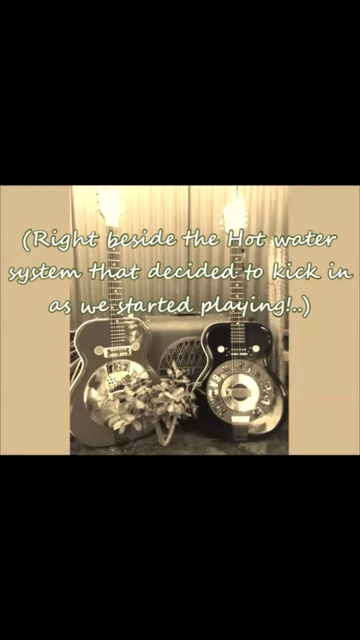 (Right beside the Hot water
system that decided to kick in
as we started playing!..)